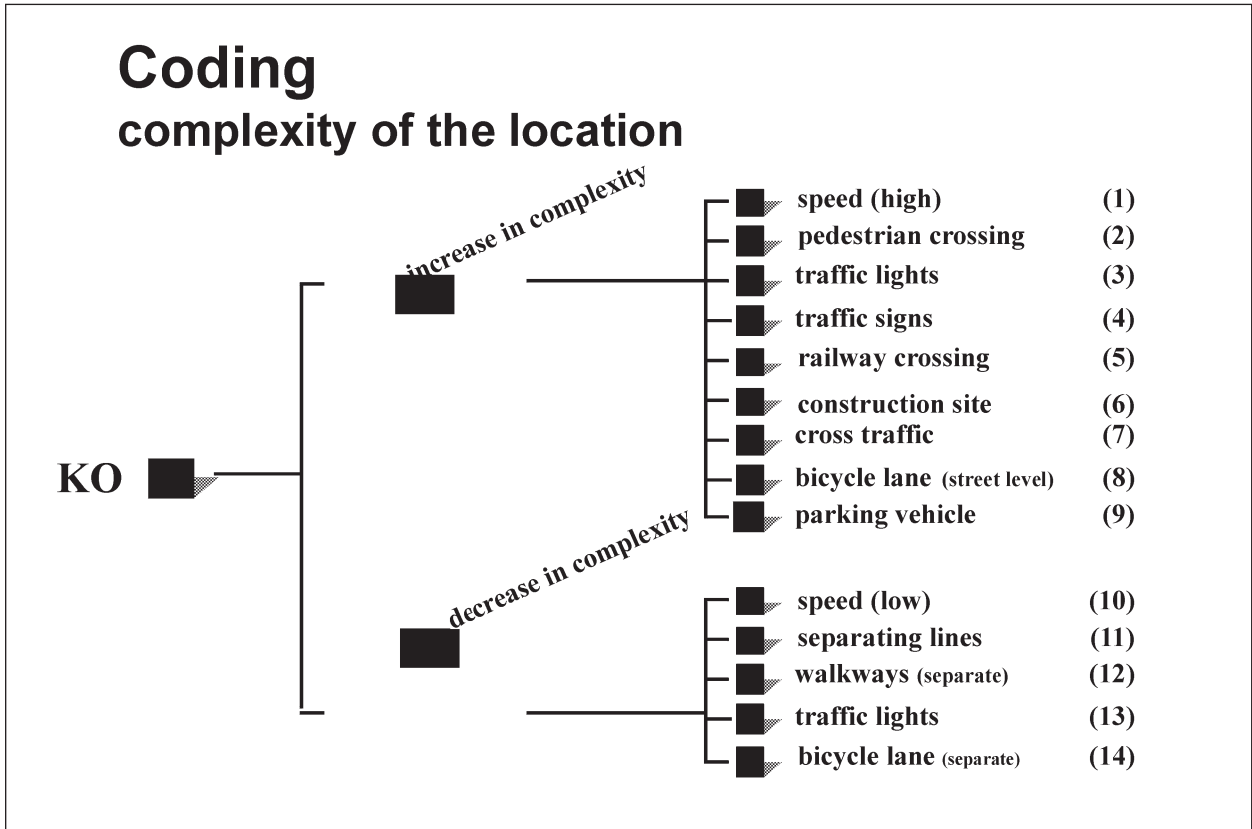 Coding
complexity of the location
increase in complexity
speed (high) (1)
pedestrian crossing (2)
traffic lights (3)
traffic signs (4)
railway crossing (5)
construction site (6)
cross traffic (7)
bicycle lane (street level) (8)
parking vehicle (9)
KO
decrease in complexity
speed (low) (10)
separating lines (11)
walkways (separate) (12)
traffic lights (13)
bicycle lane (separate) (14)